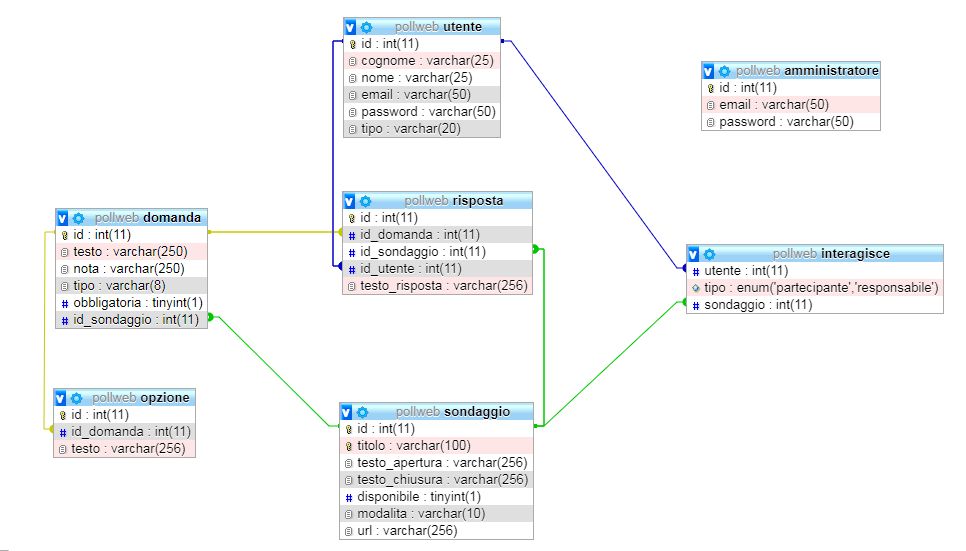 pollweb utente
id : int(11)
cognome : varchar(25)
nome : varchar(25)
email : varchar(50)
password : varchar(50)
tipo : varchar(20)
pollweb amministratore
id : int(11)
email : varchar(50)
password : varchar(50)
pollweb risposta
id : int(11)
id_domanda : int(11)
id_sondaggio : int(11)
id_utente : int(11)
testo_risposta : varchar(256)
pollweb domanda
id : int(11)
testo : varchar(250)
nota : varchar(250)
tipo : varchar(8)
obbligatoria : tinyint(1)
id_sondaggio : int(11)
pollweb interagisce
utente : int(11)
tipo : enum('partecipante','responsabile')
sondaggio : int(11)
pollweb opzione
id : int(11)
id_domanda : int(11)
testo : varchar(256)
pollweb sondaggio
id : int(11)
titolo : varchar(100)
testo_apertura : varchar(256)
testo_chiusura : varchar(256)
disponibile : tinyint(1)
modalita : varchar(10)
url : varchar(256)